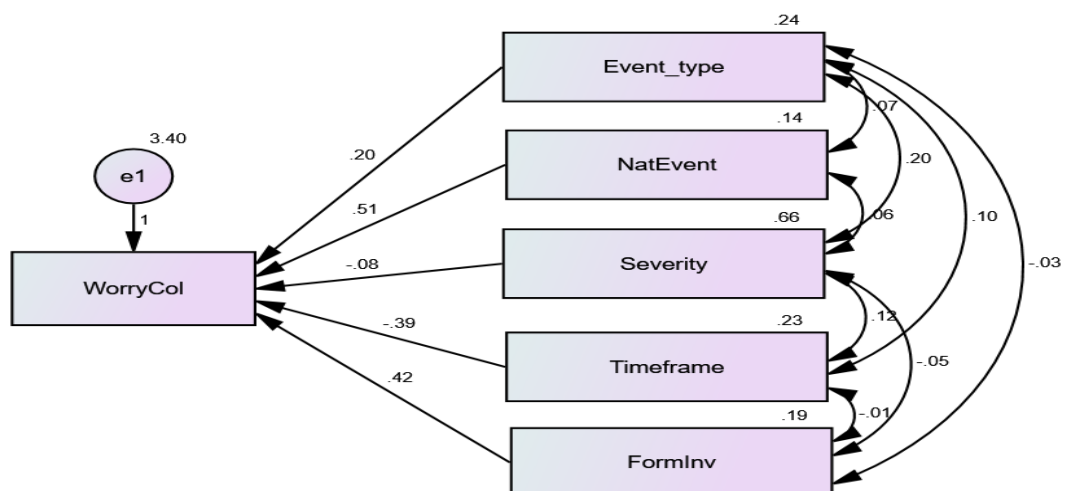 .24
Event_type
.07
.14
3.40
e1
.20
.20
NatEvent
1
.51
.06
.10
.66
-.08
Severity
-.03
WorryCol
.12
.23
-.39
Timeframe
-.05
.42
-.01
.19
FormInv